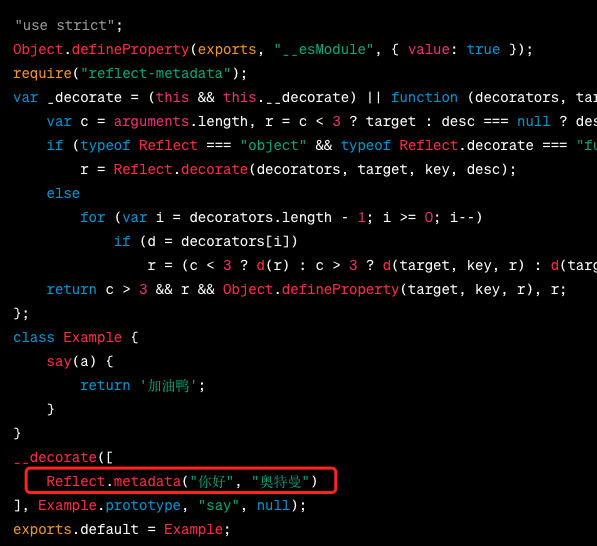 "use strict";
Object.defineProperty(exports, "__esModule", { value: true });
require("reflect-metadata");
var _decorate = (this && this.__decorate) || function (decorators, tar
var c = arguments.length, r = c < 3 ? target : desc === null ? des
if (typeof Reflect === "object" && typeof Reflect.decorate === "fu
r = Reflect.decorate(decorators, target, key, desc);
else
for (var i = decorators.length - 1; i >= 0; i--)
if (d = decorators[i])
r = (c < 3 ? d(r) : c > 3 ? d(target, key, r) : d(targ
return c > 3 && r && Object.defineProperty(target, key, r), r;
};
class Example {
say(a) {
return '加油鸭';
}
}
__decorate([
Reflect.metadata("你好", "奥特曼")
], Example.prototype, "say", null);
exports.default = Example;